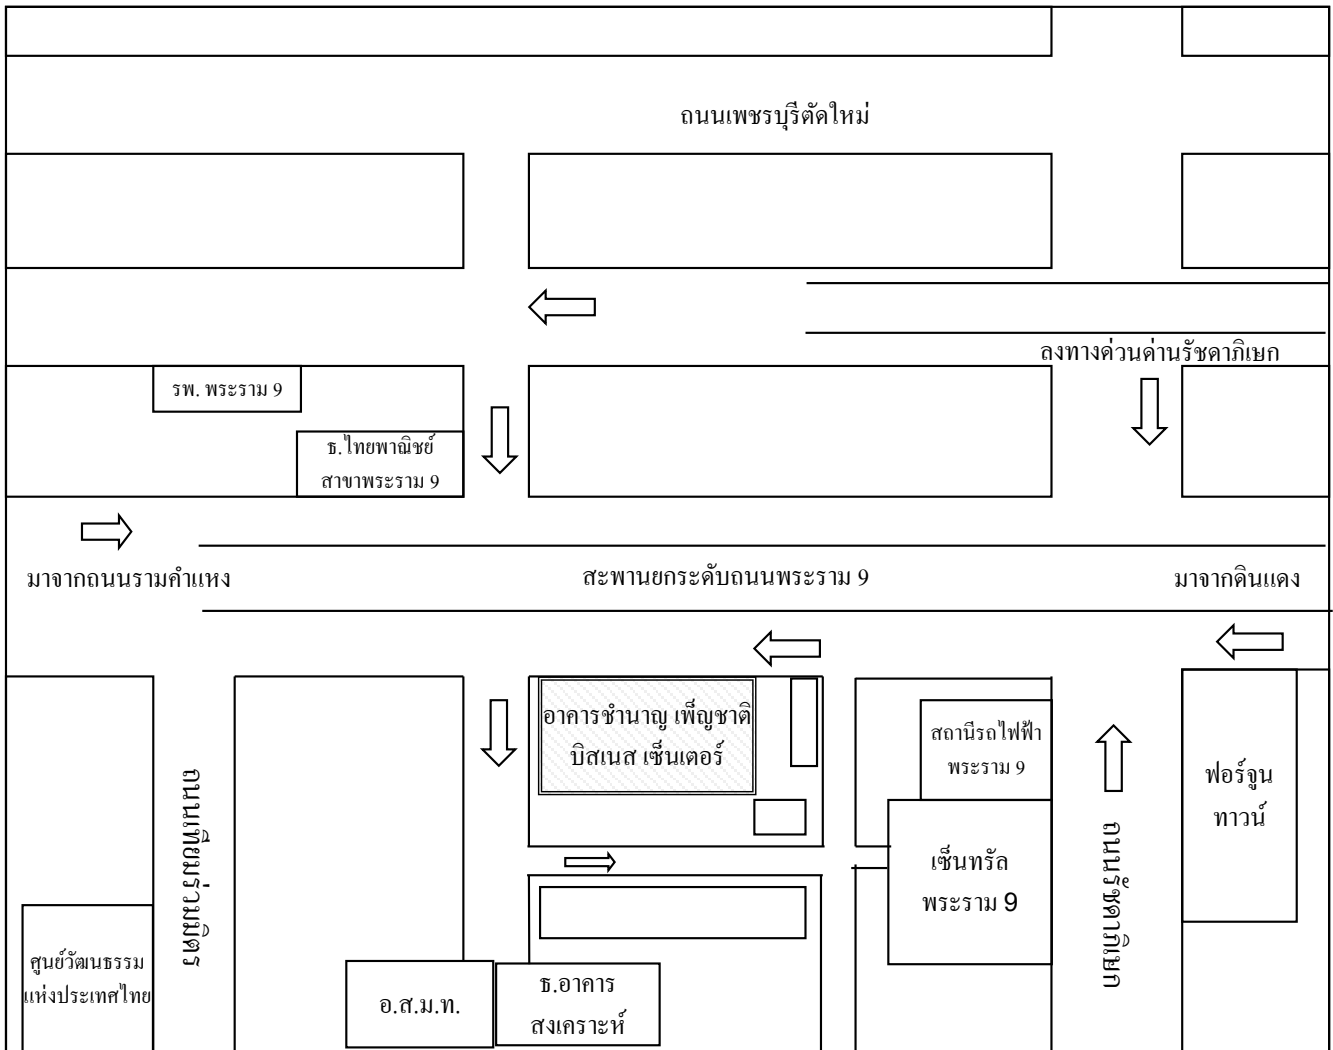 ถนนเพชรบุรีตัดใหม่
ลงทางด่วนด่านรัชดาภิเษก
รพ. พระราม 9
ธ.ไทยพาณิชย์
สาขาพระราม 9
มาจากถนนรามคำแหง
สะพานยกระดับถนนพระราม 9
มาจากดินแดง
อาคารชำนาญ เพ็ญชาติ
บิสเนส เซ็นเตอร์
สถานีรถไฟฟ้า
พระราม 9
ฟอร์จูน
ทาวน์
ถนนเทียมร่วมมิตร
ถนนรัชดาภิเษก
เซ็นทรัล
พระราม 9
ศูนย์วัฒนธรรม
แห่งประเทศไทย
อ.ส.ม.ท.
ธ.อาคาร
สงเคราะห์